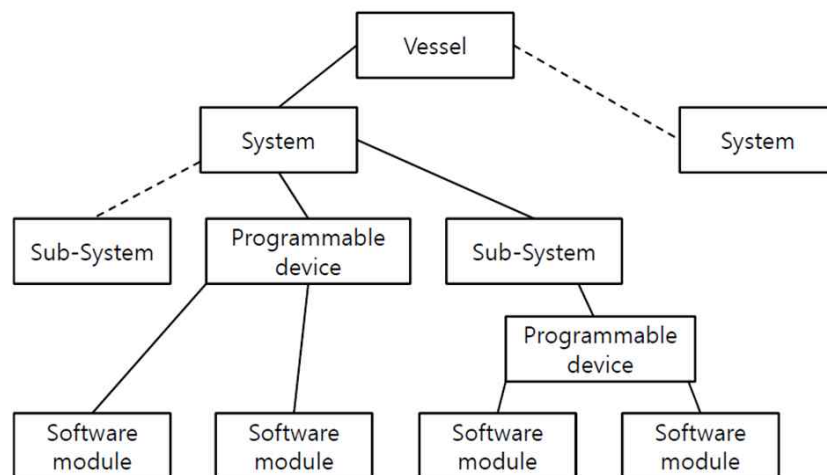 Vessel
System
System
Sub-System
Programmable
device
Sub-System
Programmable
device
Software
module
Software
module
Software
module
Software
module